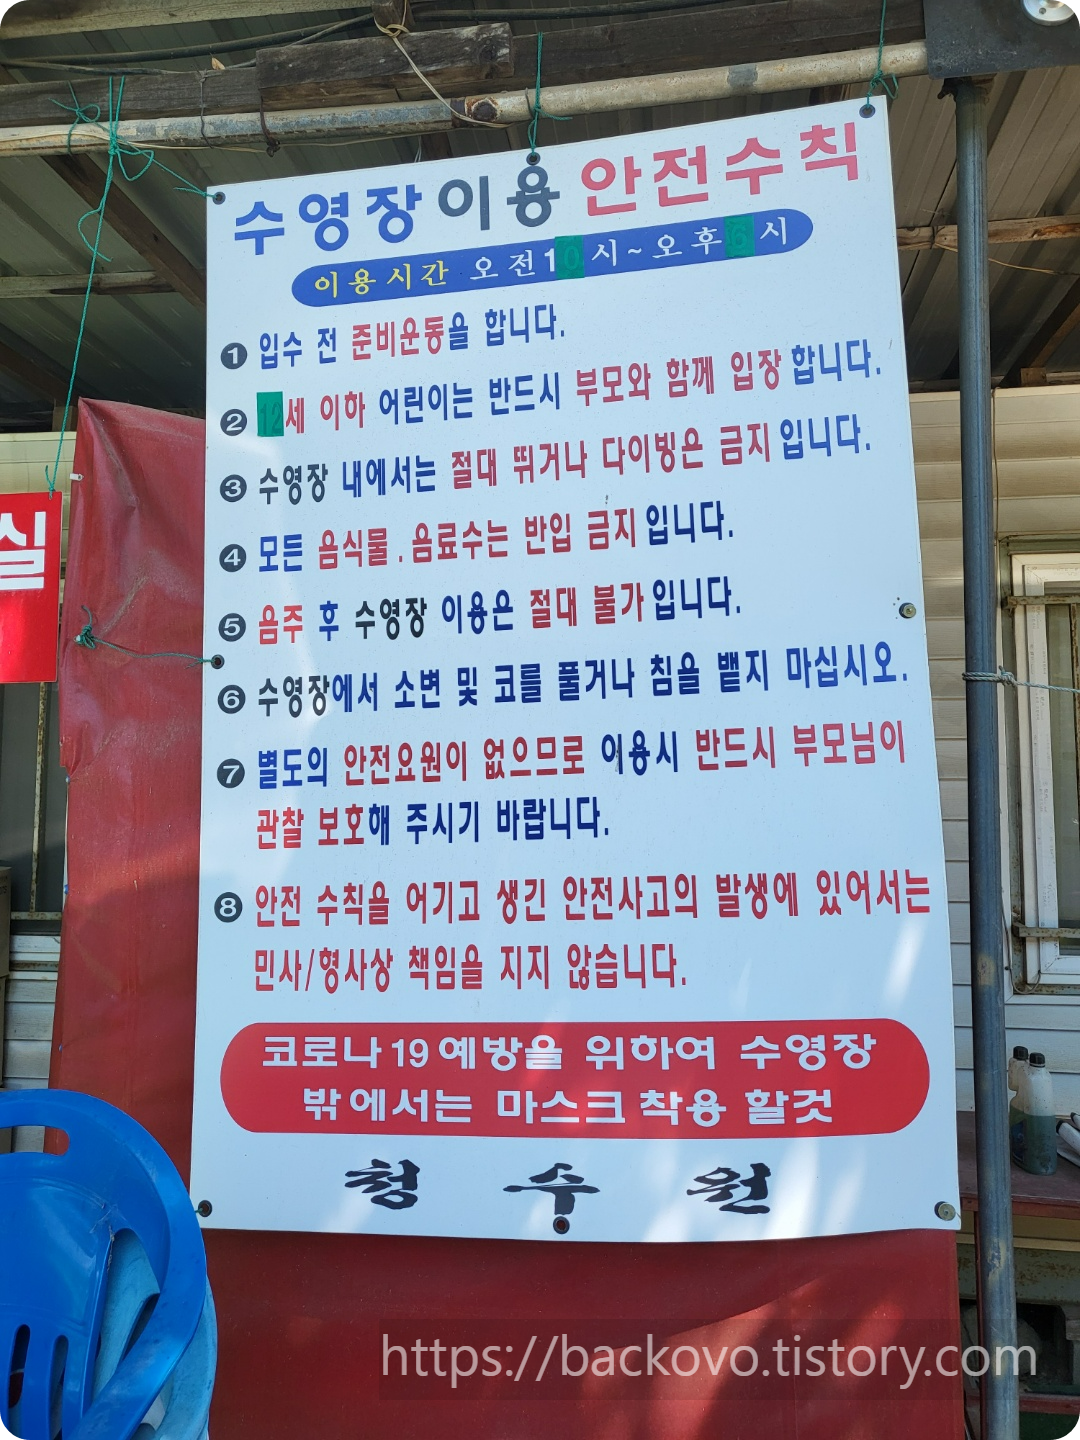 수영장 이용 안전수칙
이용시간 오전10시~오후6시
❶ 입수 전 준비운동을 합니다.
❷ 12세 이하 어린이는 반드시 부모와 함께 입장합니다.
❸ 수영장 내에서는 절대 뛰거나 다이빙은 금지입니다.
❹ 모든 음식물.음료수는 반입 금지입니다.
❺ 음주 후 수영장 이용은 절대 불가입니다.
❻ 수영장에서 소변 및 코를 풀거나 침을 뱉지 마십시오.
❼ 별도의 안전요원이 없으므로 이용시 반드시 부모님이
관찰 보호해 주시기 바랍니다.
❽ 안전 수칙을 어기고 생긴 안전사고의 발생에 있어서는
민사/형사상 책임을 지지 않습니다.
코로나19예방을 위하여 수영장
밖에서는 마스크 착용 할것
청수원
실
https://backovo.tistory.com